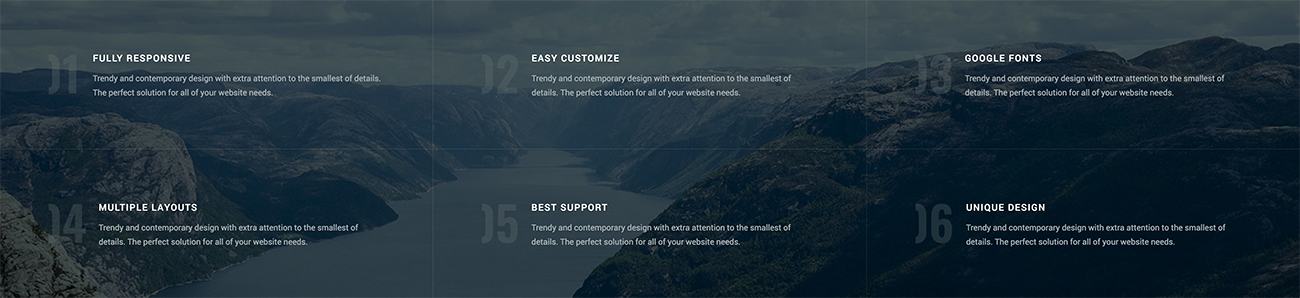 01
FULLY RESPONSIVE
Trendy and contemporary design with extra attention to the smallest of details.
The perfect solution for all of your website needs.
02
EASY CUSTOMIZE
Trendy and contemporary design with extra attention to the smallest of
details. The perfect solution for all of your website needs.
03
GOOGLE FONTS
Trendy and contemporary design with extra attention to the smallest of
details. The perfect solution for all of your website needs.
04
MULTIPLE LAYOUTS
Trendy and contemporary design with extra attention to the smallest of
details. The perfect solution for all of your website needs.
05
BEST SUPPORT
Trendy and contemporary design with extra attention to the smallest of
details. The perfect solution for all of your website needs.
06
UNIQUE DESIGN
Trendy and contemporary design with extra attention to the smallest of
details. The perfect solution for all of your website needs.